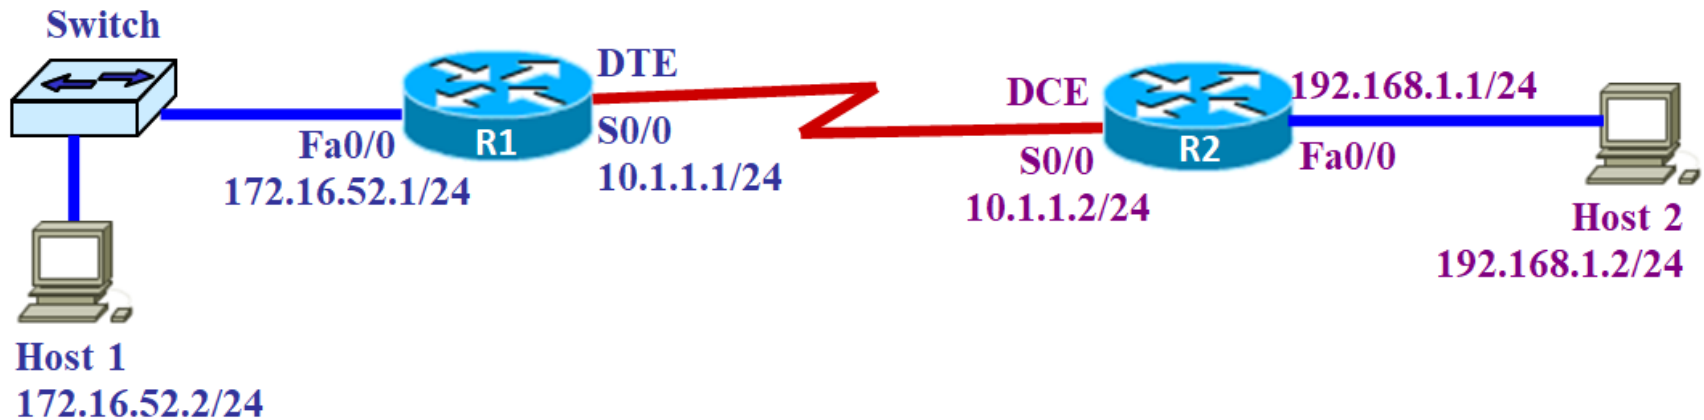 Switch
DTE
R1
Fa0/0
S0/0
172.16.52.1/24
10.1.1.1/24
DCE
R2
192.168.1.1/24
S0/0
Fa0/0
10.1.1.2/24
Host 2
192.168.1.2/24
Host 1
172.16.52.2/24